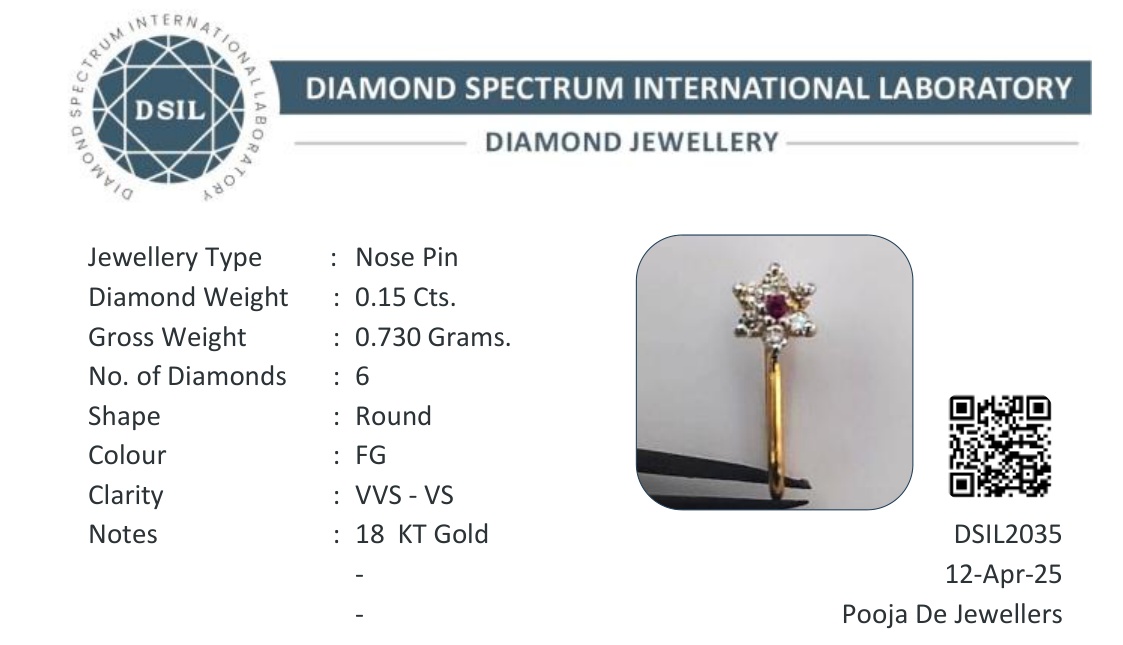 DIAMOND SPECTRUM INTERNATIONAL LABORATORY
DSIL
DIAMOND SPECTRUM INTERNATIONAL LABORATORY
DIAMOND JEWELLERY
Jewellery Type : Nose Pin
Diamond Weight : 0.15 Cts.
Gross Weight : 0.730 Grams.
No. of Diamonds : 6
Shape : Round
Colour : FG
Clarity : VVS - VS
Notes : 18 KT Gold
-
-
DSIL2035
12-Apr-25
Pooja De Jewellers